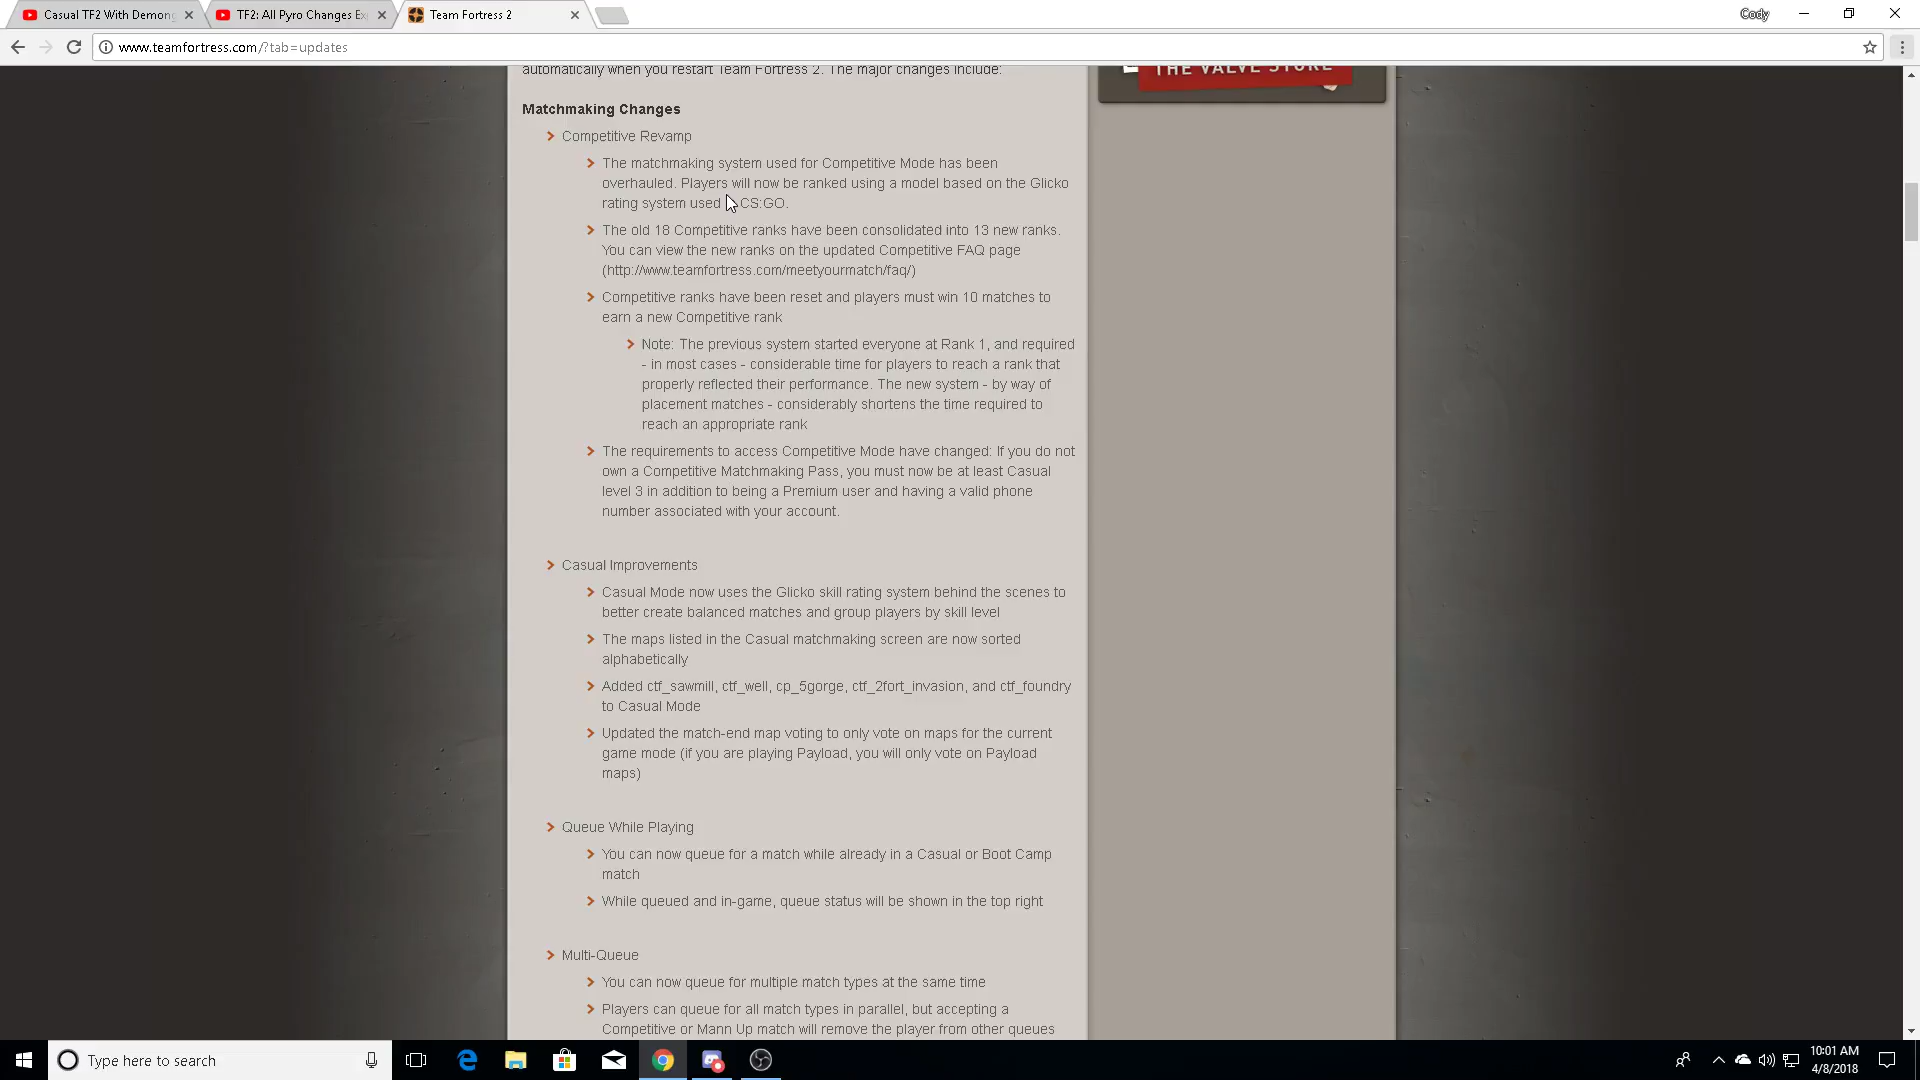 Casual TF2 With Demong
TF2: All Pyro Changes Ex
Team Fortress 2
Cody
www.teamfortress.com/?tab=updates
automatically when you restart Team Fortress 2. The major changes include:
THE VALVE STORE
Matchmaking Changes
Competitive Revamp
The matchmaking system used for Competitive Mode has been
overhauled. Players will now be ranked using a model based on the Glicko
rating system used CS:GO.
The old 18 Competitive ranks have been consolidated into 13 new ranks.
You can view the new ranks on the updated Competitive FAQ page
(http://www.teamfortress.com/meetyourmatch/faq/)
Competitive ranks have been reset and players must win 10 matches to
earn a new Competitive rank
Note: The previous system started everyone at Rank 1, and required
- in most cases - considerable time for players to reach a rank that
properly reflected their performance. The new system - by way of
placement matches - considerably shortens the time required to
reach an appropriate rank
The requirements to access Competitive Mode have changed: If you do not
own a Competitive Matchmaking Pass, you must now be at least Casual
level 3 in addition to being a Premium user and having a valid phone
number associated with your account.
Casual Improvements
Casual Mode now uses the Glicko skill rating system behind the scenes to
better create balanced matches and group players by skill level
The maps listed in the Casual matchmaking screen are now sorted
alphabetically
Added ctf_sawmill, ctf_well, cp_5gorge, ctf_2fort_invasion, and ctf_foundry
to Casual Mode
Updated the match-end map voting to only vote on maps for the current
game mode (if you are playing Payload, you will only vote on Payload
maps)
Queue While Playing
You can now queue for a match while already in a Casual or Boot Camp
match
While queued and in-game, queue status will be shown in the top right
Multi-Queue
You can now queue for multiple match types at the same time
Players can queue for all match types in parallel, but accepting a
Competitive or Mann Up match will remove the player from other queues
Type here to search
10:01 AM
4/8/2018